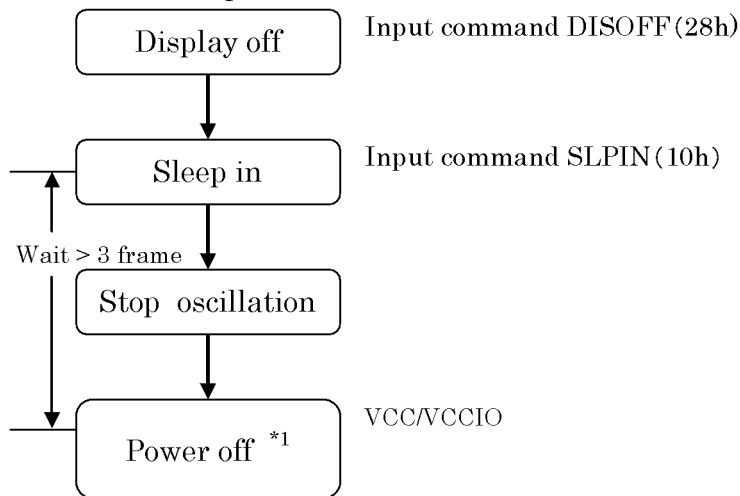 Display off
Input command DISOFF(28h)
Sleep in
Input command SLPIN(10h)
Wait > 3 frame
Stop oscillation
Power off *1
VCC/VCCIO